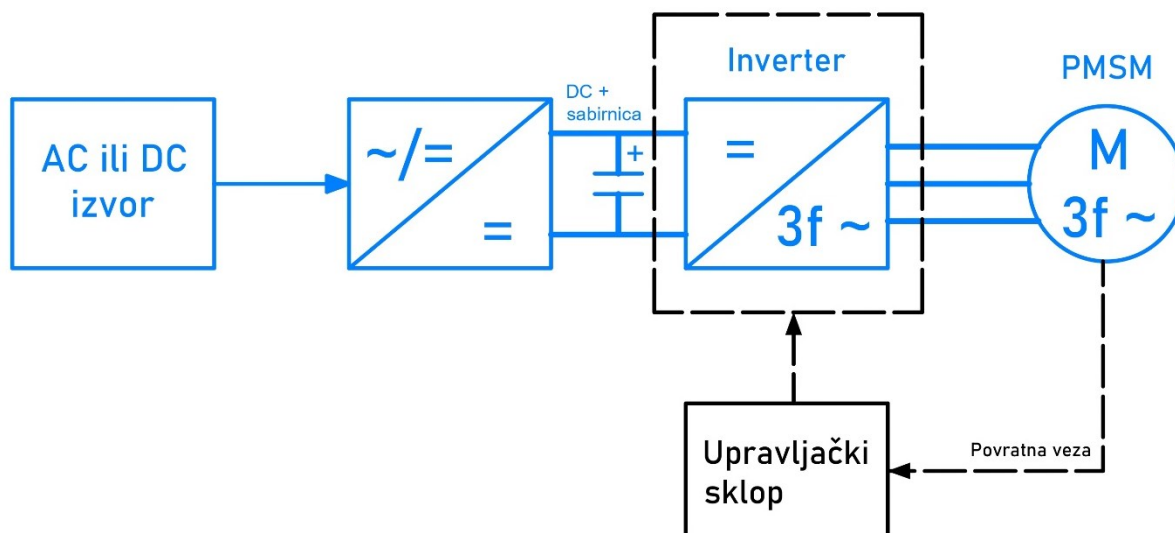 Inverter
PMSM
DC +
sabirnica
AC ili DC
izvor
~/=
=
+
=
3f ~
M
3f ~
Upravljački
sklop
Povratna veza